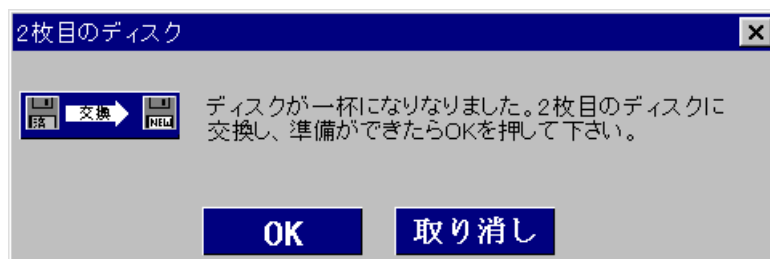 2枚目のディスク
済 交換 NEW
ディスクが一杯になりなりました。2枚目のディスクに
交換し、準備ができたらOKを押して下さい。
OK 取り消し